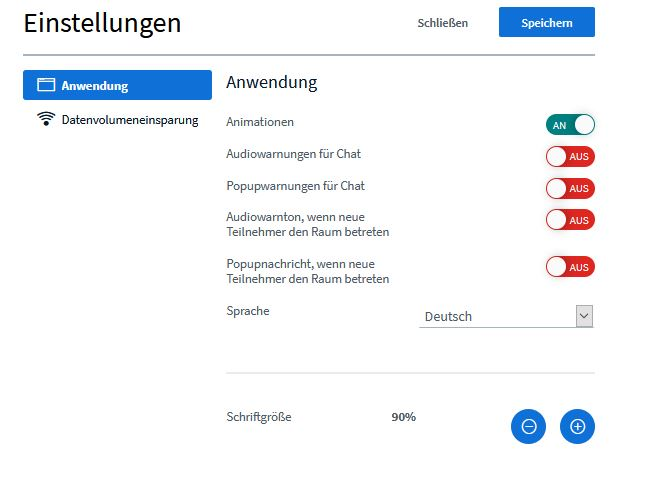 Einstellungen
Schließen
Speichern
Anwendung
Datenvolumeneinsparung
Anwendung
Animationen
AN
Audiowarnungen für Chat
AUS
Popupwarnungen für Chat
AUS
Audiowarnton, wenn neue
Teilnehmer den Raum betreten
AUS
Popupnachricht, wenn neue
Teilnehmer den Raum betreten
AUS
Sprache
Deutsch
Schriftgröße
90%